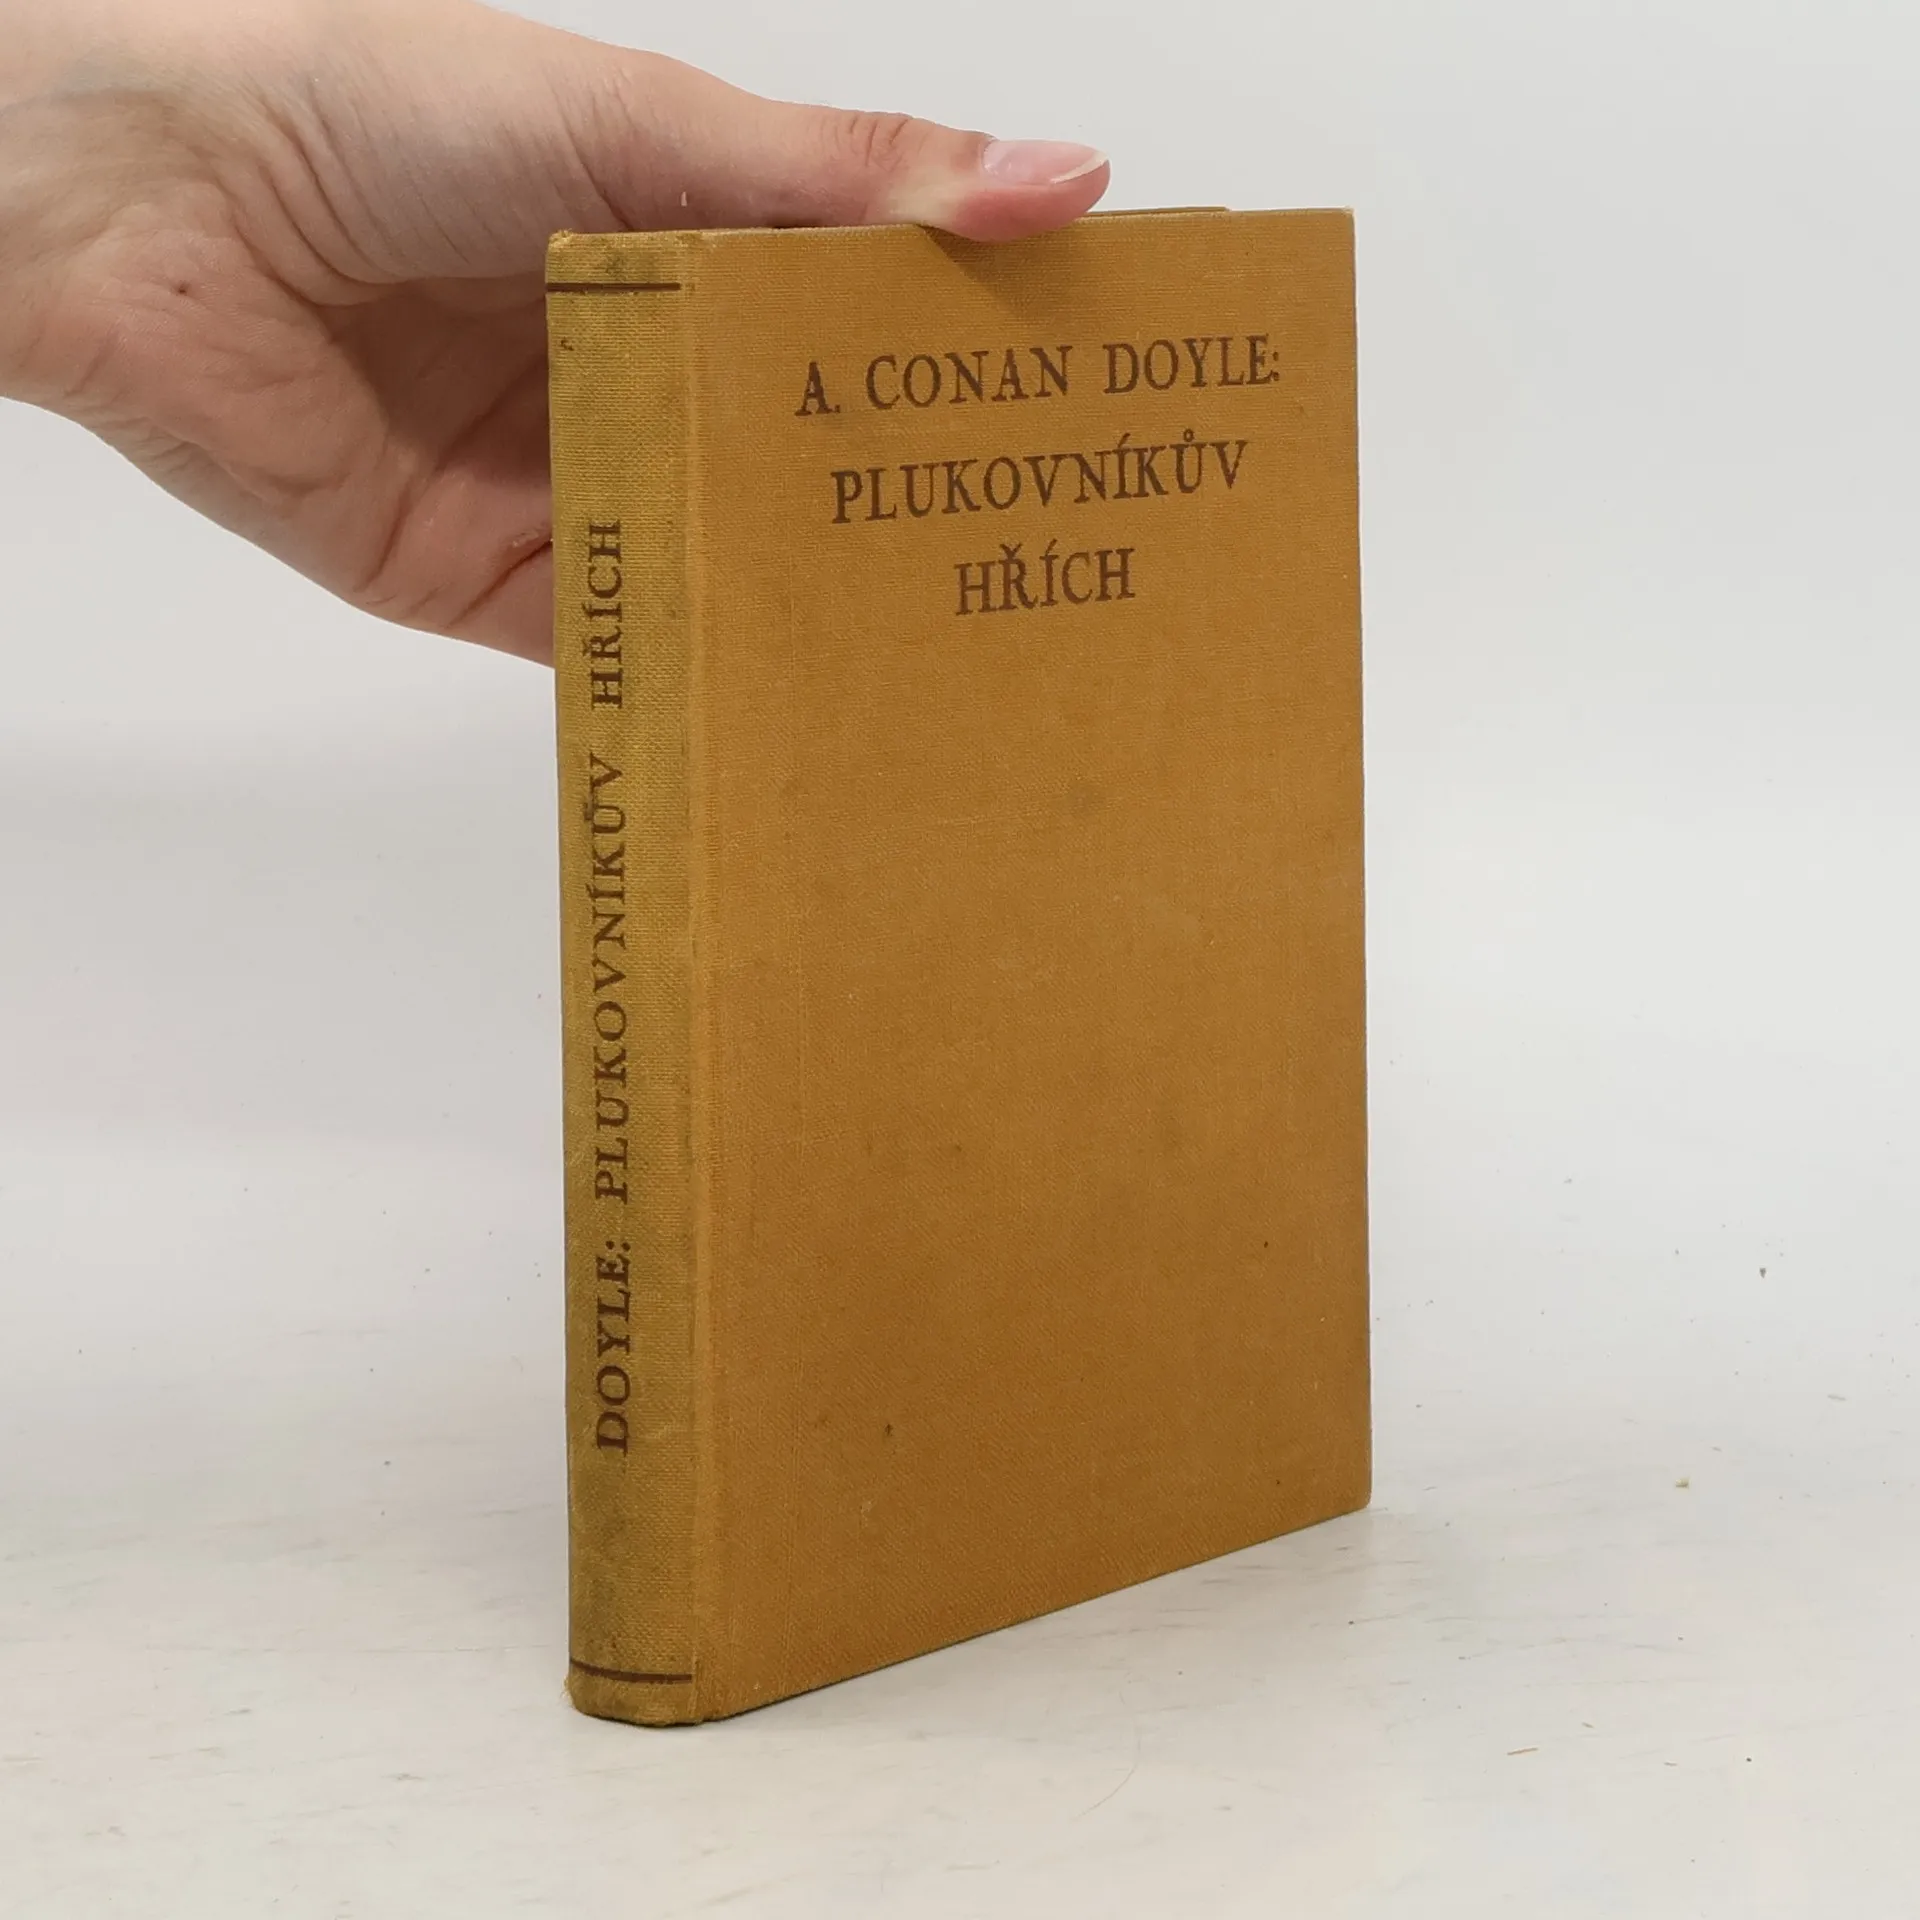 A. CONAN DOYLE:
PLUKOVNÍKŮV
HŘÍCH
DOYLE: PLUKOVNÍKŮV HŘÍCH